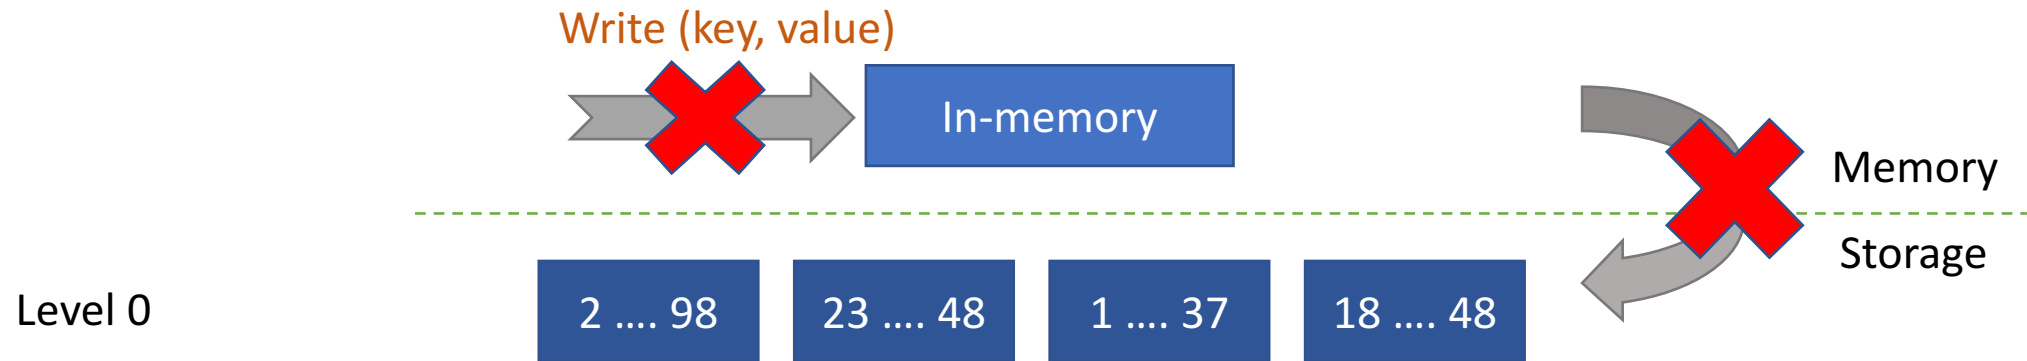 Write (key, value)
In-memory
Memory
Storage
Level 0
2 .... 98
23 .... 48
1 .... 37
18 .... 48